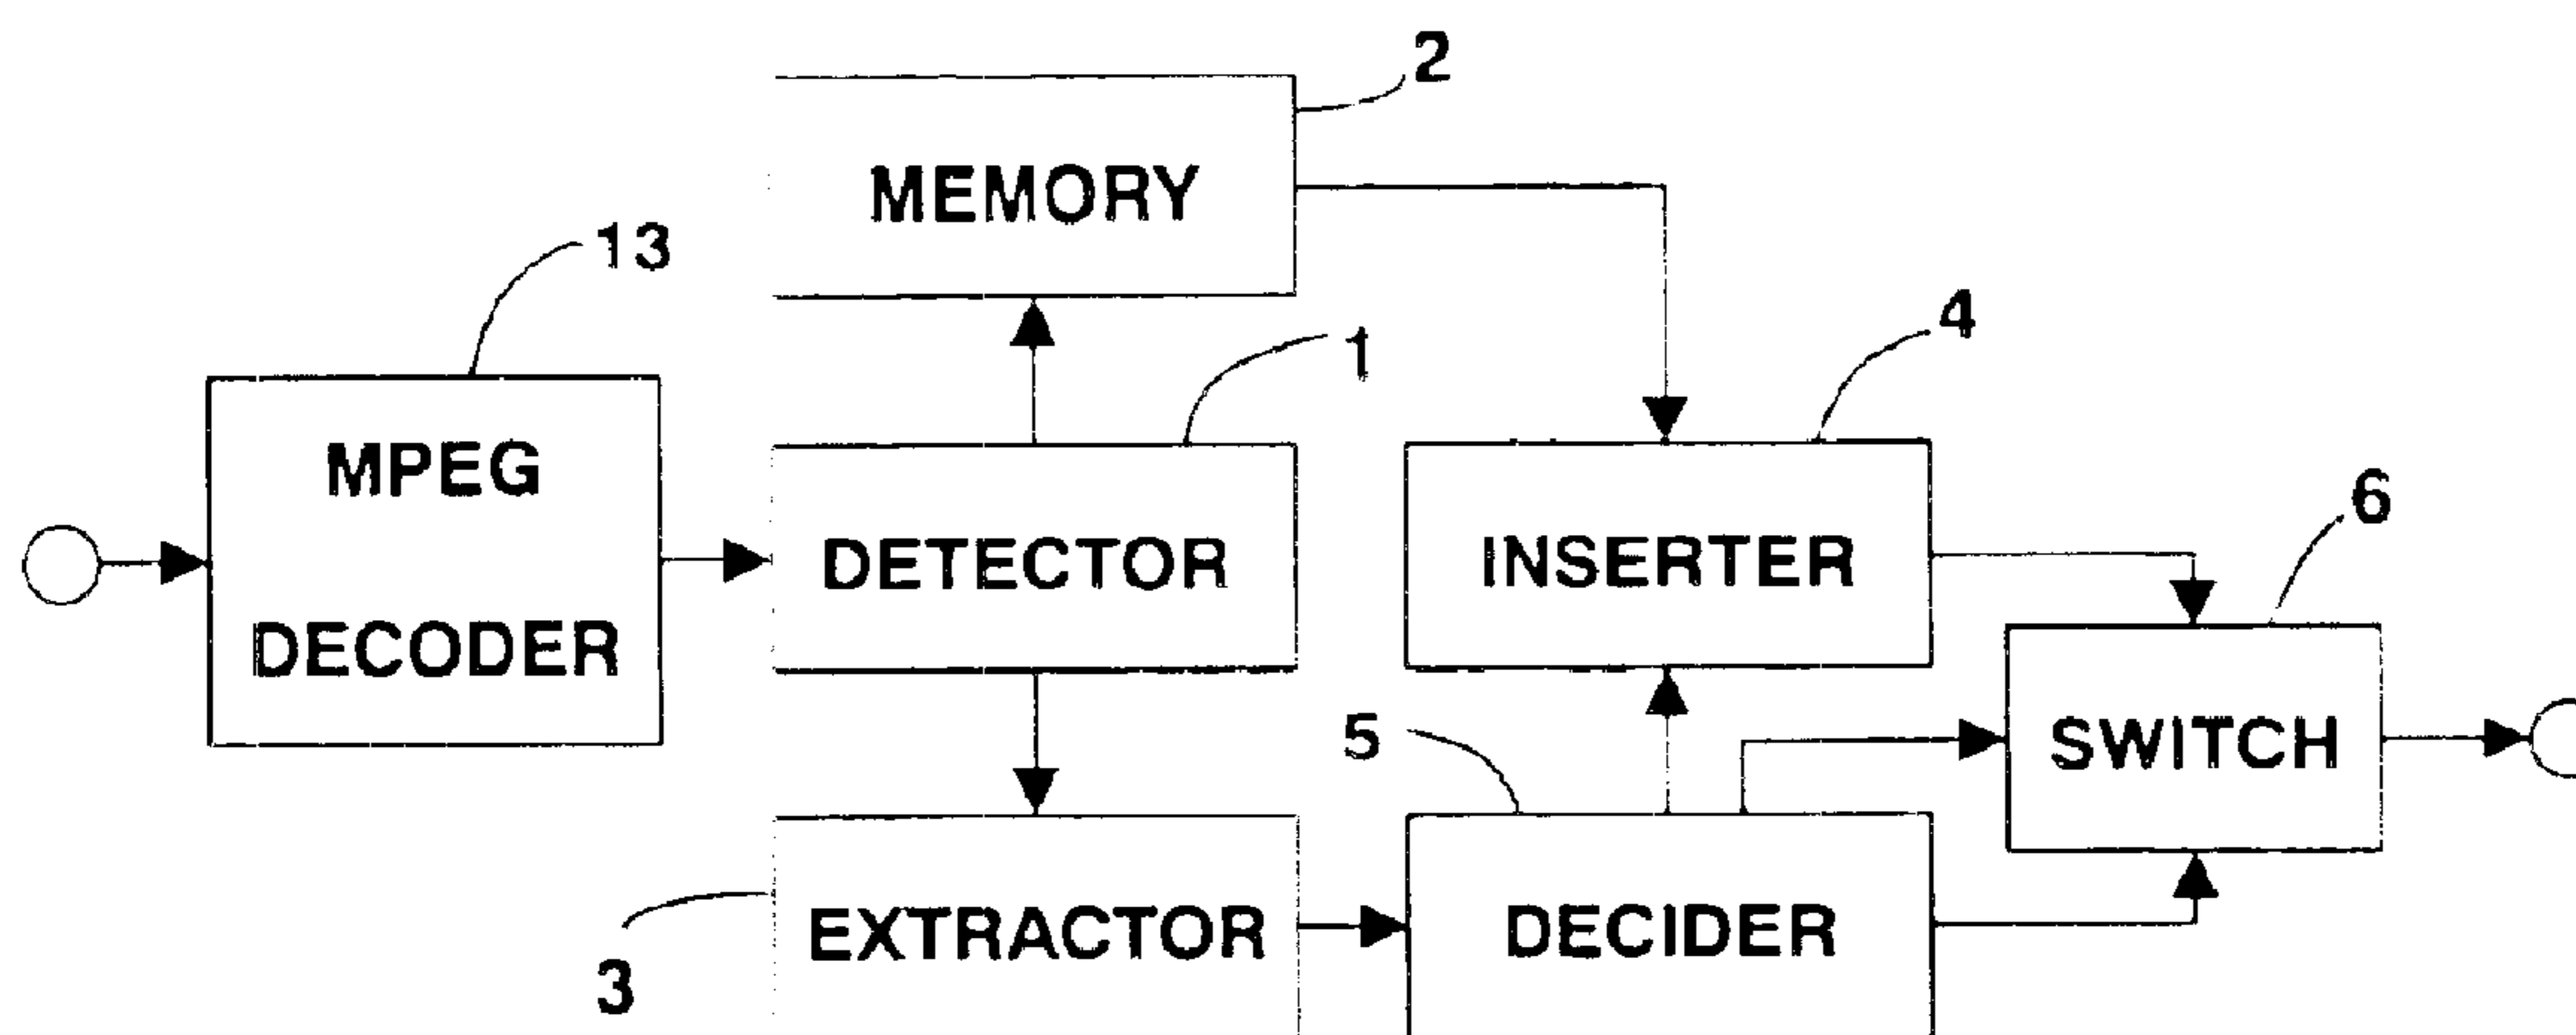 2
MEMORY
13
1
4
MPEG
DECODER
DETECTOR
INSERTER
6
5
SWITCH
EXTRACTOR
DECIDER
3